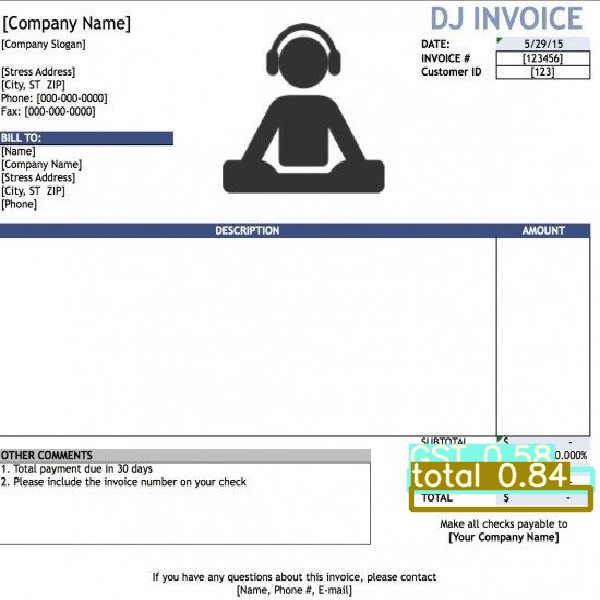 [Company Name]
DJ INVOICE
[Company Slogan]
DATE: 5/29/15
INVOICE # [123456]
Customer ID [123]
[Stress Address]
[City, ST ZIP]
Phone: [000-000-0000]
Fax: [000-000-0000]
BILL TO:
[Name]
[Company Name]
[Stress Address]
[City, ST ZIP]
[Phone]
DESCRIPTION AMOUNT
SUBTOTAL $ -
GST 0.58 0.000%
total 0.84
TOTAL $ -
OTHER COMMENTS
1. Total payment due in 30 days
2. Please include the invoice number on your check
Make all checks payable to
[Your Company Name]
If you have any questions about this invoice, please contact
[Name, Phone #, E-mail]